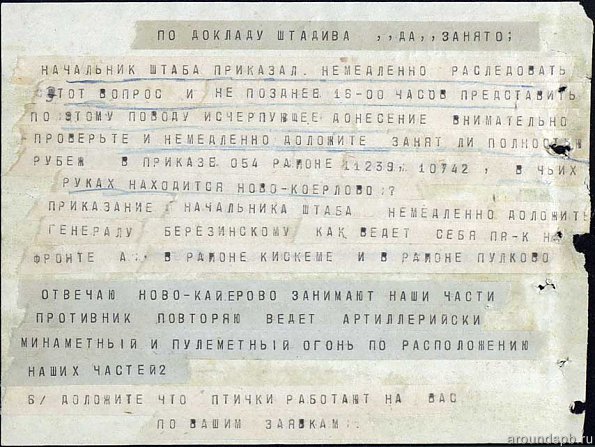 ПО ДОКЛАДУ ШТАДИВА ,,ДА,,ЗАНЯТО;
НАЧАЛЬНИК ШТАБА ПРИКАЗАЛ. НЕМЕДЛЕННО РАСЛЕДОВАТЬ
ЭТОТ ВОПРОС И НЕ ПОЗДНЕЕ 16-00 ЧАСОВ ПРЕДСТАВИТЬ
ПО ЭТОМУ ПОВОДУ ИСЧЕРПУЮЩЕЕ ДОНЕСЕНИЕ ВНИМАТЕЛЬНО
ПРОВЕРЬТЕ И НЕМЕДЛЕННО ДОЛОЖИТЕ ЗАНЯТ ЛИ ПОЛНОСТЬЮ
РУБЕЖ В ПРИКАЗЕ 054 РАЙОНЕ 11239, 10742, В ЧЬИХ
РУКАХ НАХОДИТСЯ НОВО-КОЕРЛОВО:?
ПРИКАЗАНИЕ НАЧАЛЬНИКА ШТАБА НЕМЕДЛЕННО ДОЛОЖИТЬ
ГЕНЕРАЛУ БЕРЕЗИНСКОМУ КАК ВЕДЕТ СЕБЯ ПР-К НА
ФРОНТЕ А: В РАЙОНЕ КИСКЕМЕ И В РАЙОНЕ ПУЛКОВО
ОТВЕЧАЮ НОВО-КАЙЕРОВО ЗАНИМАЮТ НАШИ ЧАСТИ
ПРОТИВНИК ПОВТОРЯЮ ВЕДЕТ АРТИЛЛЕРИЙСКИ
МИНАМЕТНЫЙ И ПУЛЕМЕТНЫЙ ОГОНЬ ПО РАСПОЛОЖЕНИЮ
НАШИХ ЧАСТЕЙ2
Б/ ДОЛОЖИТЕ ЧТО ПТИЧКИ РАБОТАЮТ НА ВАС
ПО ВАШИМ ЗАЯВКАМ:
aroundspb.ru